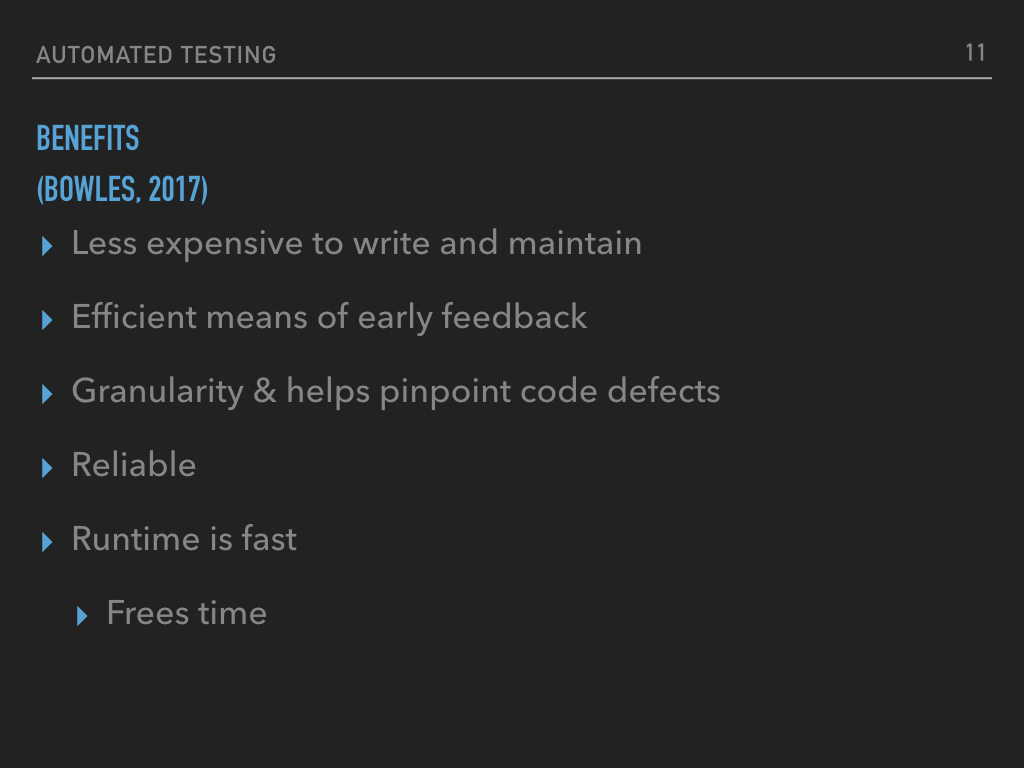 AUTOMATED TESTING
11
BENEFITS
(BOWLES, 2017)
Less expensive to write and maintain
Efficient means of early feedback
Granularity & helps pinpoint code defects
Reliable
Runtime is fast
Frees time